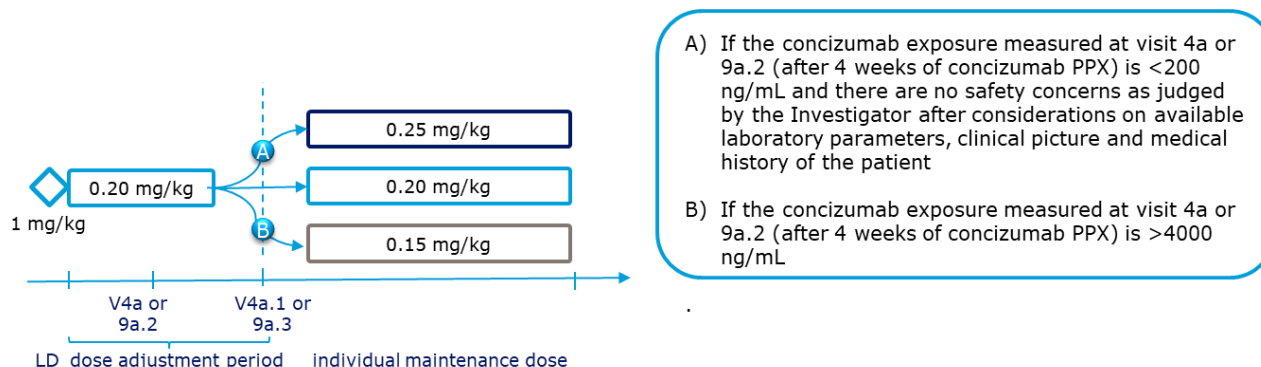 A) If the concizumab exposure measured at visit 4a or
9a.2 (after 4 weeks of concizumab PPX) is <200
ng/mL and there are no safety concerns as judged
by the Investigator after considerations on available
laboratory parameters, clinical picture and medical
history of the patient
B) If the concizumab exposure measured at visit 4a or
9a.2 (after 4 weeks of concizumab PPX) is >4000
ng/mL
.
0.25 mg/kg
A
0.20 mg/kg
0.20 mg/kg
1 mg/kg
B
0.15 mg/kg
V4a or
9a.2
V4a.1 or
9a.3
LD dose adjustment period
individual maintenance dose